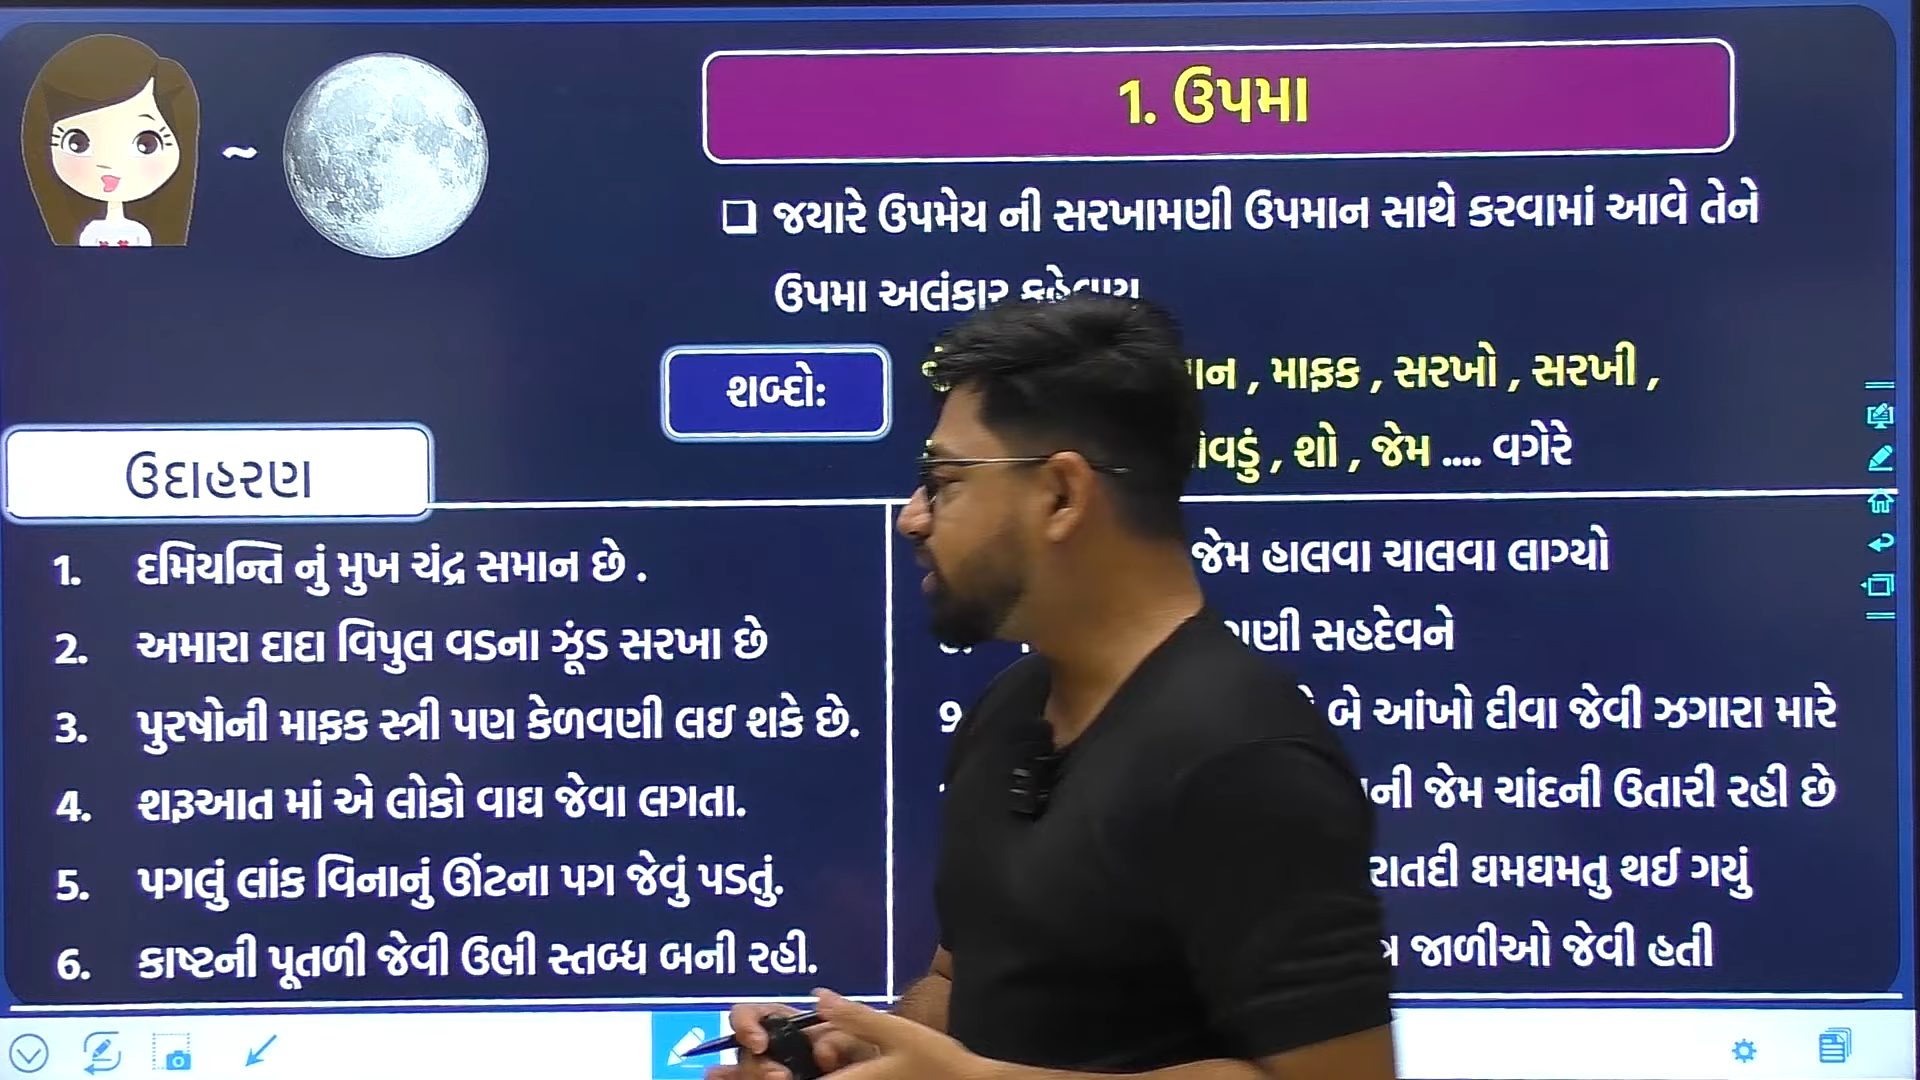 1. ઉપમા
❑ જયારે ઉપમેય ની સરખામણી ઉપમાન સાથે કરવામાં આવે તેને
ઉપમા અલંકાર કહેવાય
શબ્દો:
, માફક , સરખો , સરખી ,
, શો , જેમ .... વગેરે
ઉદાહરણ
1. દમિયન્તિ નું મુખ ચંદ્ર સમાન છે .
2. અમારા દાદા વિપુલ વડના ઝૂંડ સરખા છે
3. પુરષોની માફક સ્ત્રી પણ કેળવણી લઇ શકે છે.
4. શરૂઆત માં એ લોકો વાઘ જેવા લગતા.
5. પગલું લાંક વિનાનું ઊંટના પગ જેવું પડતું.
6. કાષ્ટની પૂતળી જેવી ઉભી સ્તબ્ધ બની રહી.
જેમ હાલવા ચાલવા લાગ્યો
સહદેવને
9 બે આંખો દીવા જેવી ઝગારા મારે
જેમ ચાંદની ઉતારી રહી છે
ઘમઘમતુ થઈ ગયું
જાળીઓ જેવી હતી